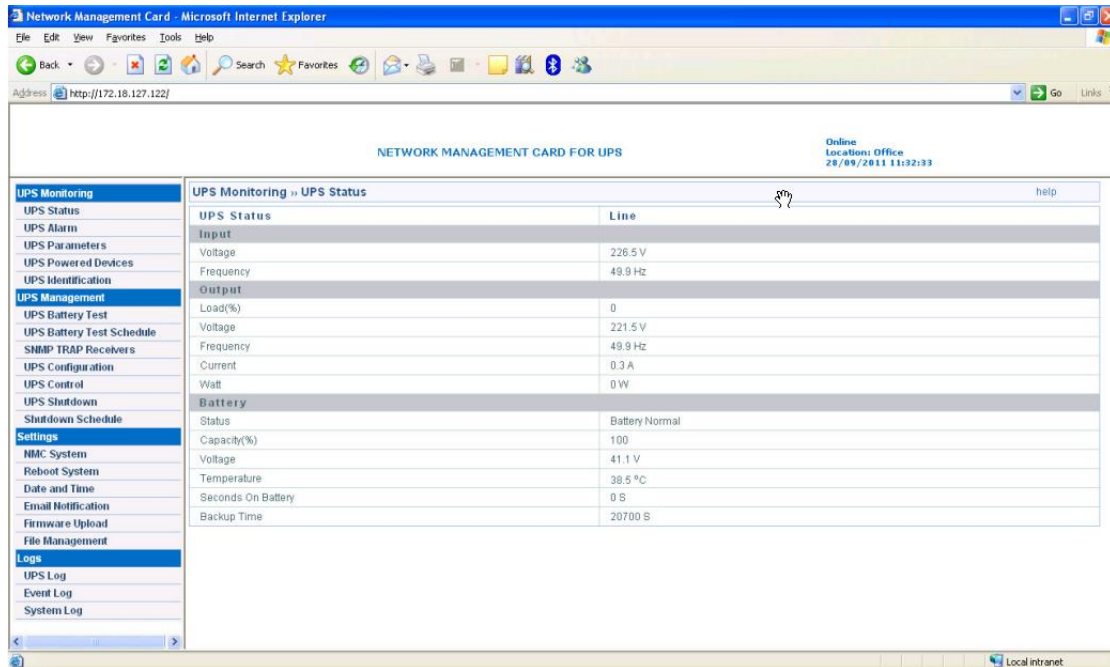 Network Management Card - Microsoft Internet Explorer
File Edit View Favorites Tools Help
Back Search Favorites
Address http://172.18.127.122/ Go Links
NETWORK MANAGEMENT CARD FOR UPS
Online
Location: Office
28/09/2011 11:32:33
UPS Monitoring
UPS Status
UPS Alarm
UPS Parameters
UPS Powered Devices
UPS Identification
UPS Management
UPS Battery Test
UPS Battery Test Schedule
SNMP TRAP Receivers
UPS Configuration
UPS Control
UPS Shutdown
Shutdown Schedule
Settings
NMC System
Reboot System
Date and Time
Email Notification
Firmware Upload
File Management
Logs
UPS Log
Event Log
System Log
UPS Monitoring » UPS Status help
UPS Status Line
Input
Voltage 226.5 V
Frequency 49.9 Hz
Output
Load(%) 0
Voltage 221.5 V
Frequency 49.9 Hz
Current 0.3 A
Watt 0 W
Battery
Status Battery Normal
Capacity(%) 100
Voltage 41.1 V
Temperature 38.5 °C
Seconds On Battery 0 S
Backup Time 20700 S
Local intranet